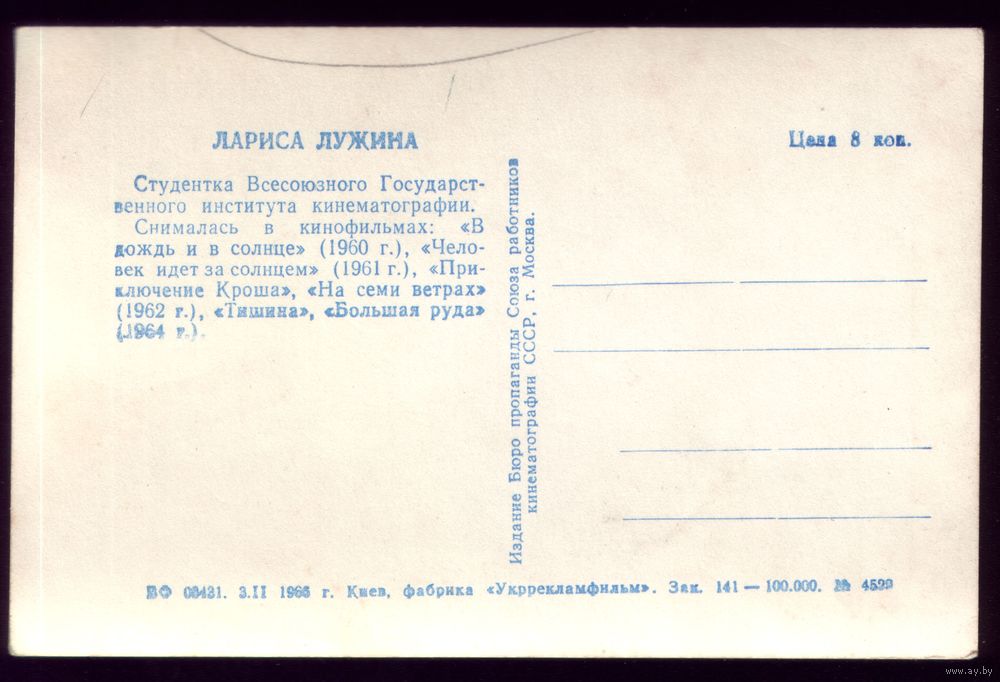 ЛАРИСА ЛУЖИНА
Студентка Всесоюзного Государст-
венного института кинематографии.
Снималась в кинофильмах: «В
дождь и в солнце» (1960 г.), «Чело-
век идет за солнцем» (1961 г.), «При-
ключение Кроша», «На семи ветрах»
(1962 г.), «Тишина», «Большая руда»
(1964 г.).
Издание Бюро пропаганды Союза работников
кинематографии СССР, г. Москва.
Цена 8 коп.
БФ 3.II г. Киев, фабрика «Укррекламфильм». Зак. 141—100.000. №
www.ay.by